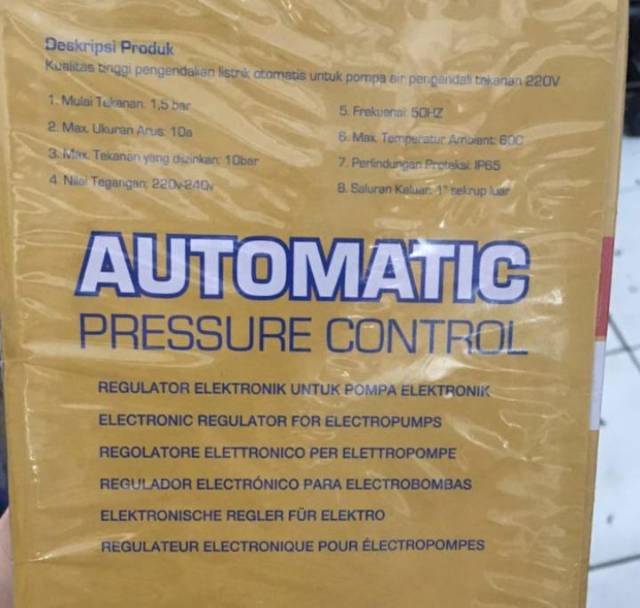 Deskripsi Produk
Kualitas tinggi pengendalian listrik otomatis untuk pompa air pengendali tekanan 220V
1. Mulai Tekanan: 1,5 bar
2. Max. Ukuran Arus: 10a
3. Max. Tekanan yang diizinkan: 10bar
4. Nilai Tegangan: 220v-240v
5. Frekuensi: 50HZ
6. Max. Temperatur Ambient: 60C
7. Perlindungan Proteksi: IP65
8. Saluran Keluar: 1" sekrup luar
AUTOMATIC
PRESSURE CONTROL
REGULATOR ELEKTRONIK UNTUK POMPA ELEKTRONIK
ELECTRONIC REGULATOR FOR ELECTROPUMPS
REGOLATORE ELETTRONICO PER ELETTROPOMPE
REGULADOR ELECTRÓNICO PARA ELECTROBOMBAS
ELEKTRONISCHE REGLER FÜR ELEKTRO
REGULATEUR ELECTRONIQUE POUR ÉLECTROPOMPES